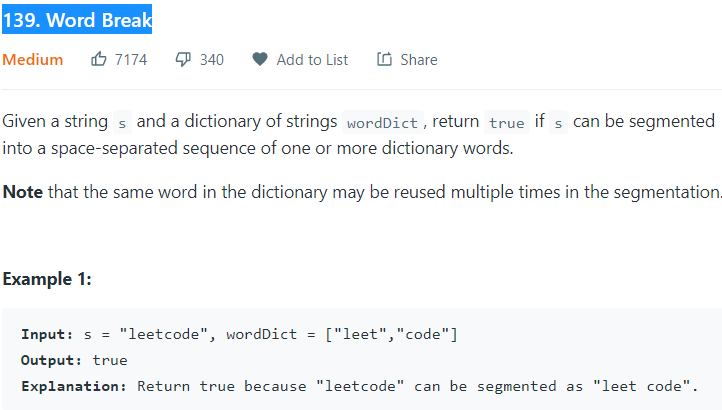 139. Word Break
Medium 7174 340 Add to List Share
Given a string s and a dictionary of strings wordDict, return true if s can be segmented
into a space-separated sequence of one or more dictionary words.
Note that the same word in the dictionary may be reused multiple times in the segmentation.
Example 1:
Input: s = "leetcode", wordDict = ["leet","code"]
Output: true
Explanation: Return true because "leetcode" can be segmented as "leet code".